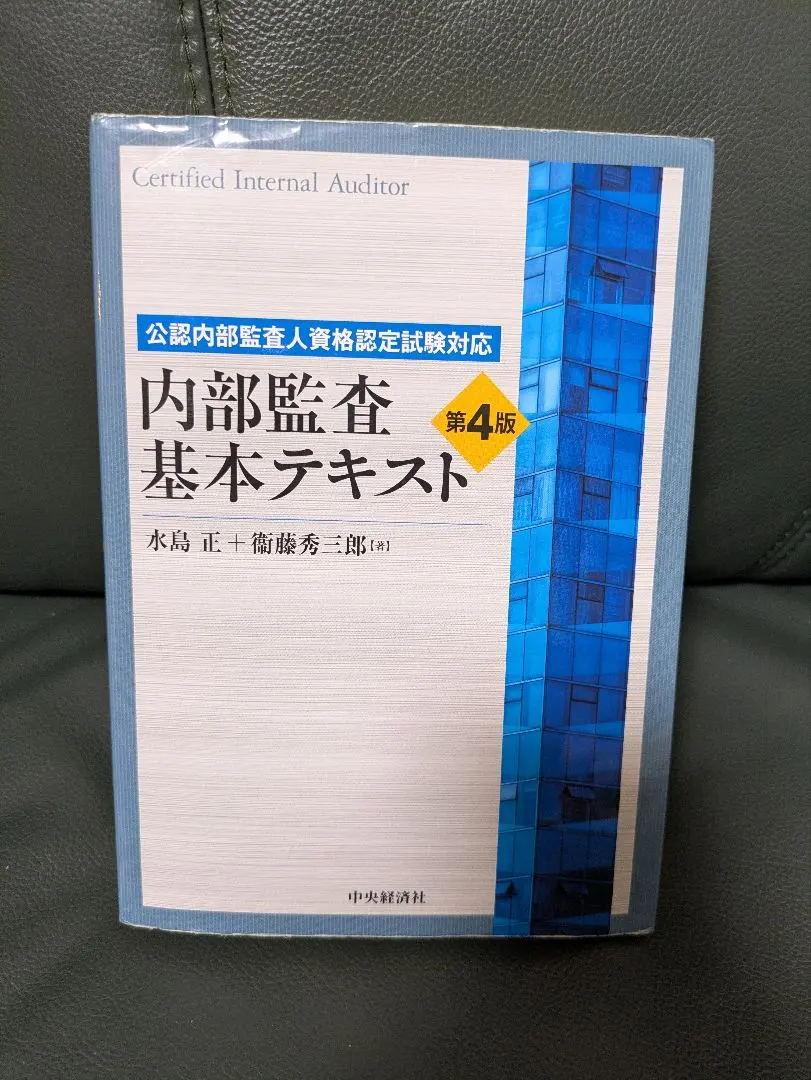 Certified Internal Auditor
公認内部監査人資格認定試験対応
内部監査
基本テキスト
第4版
水島 正+衞藤秀三郎【著】
中央経済社